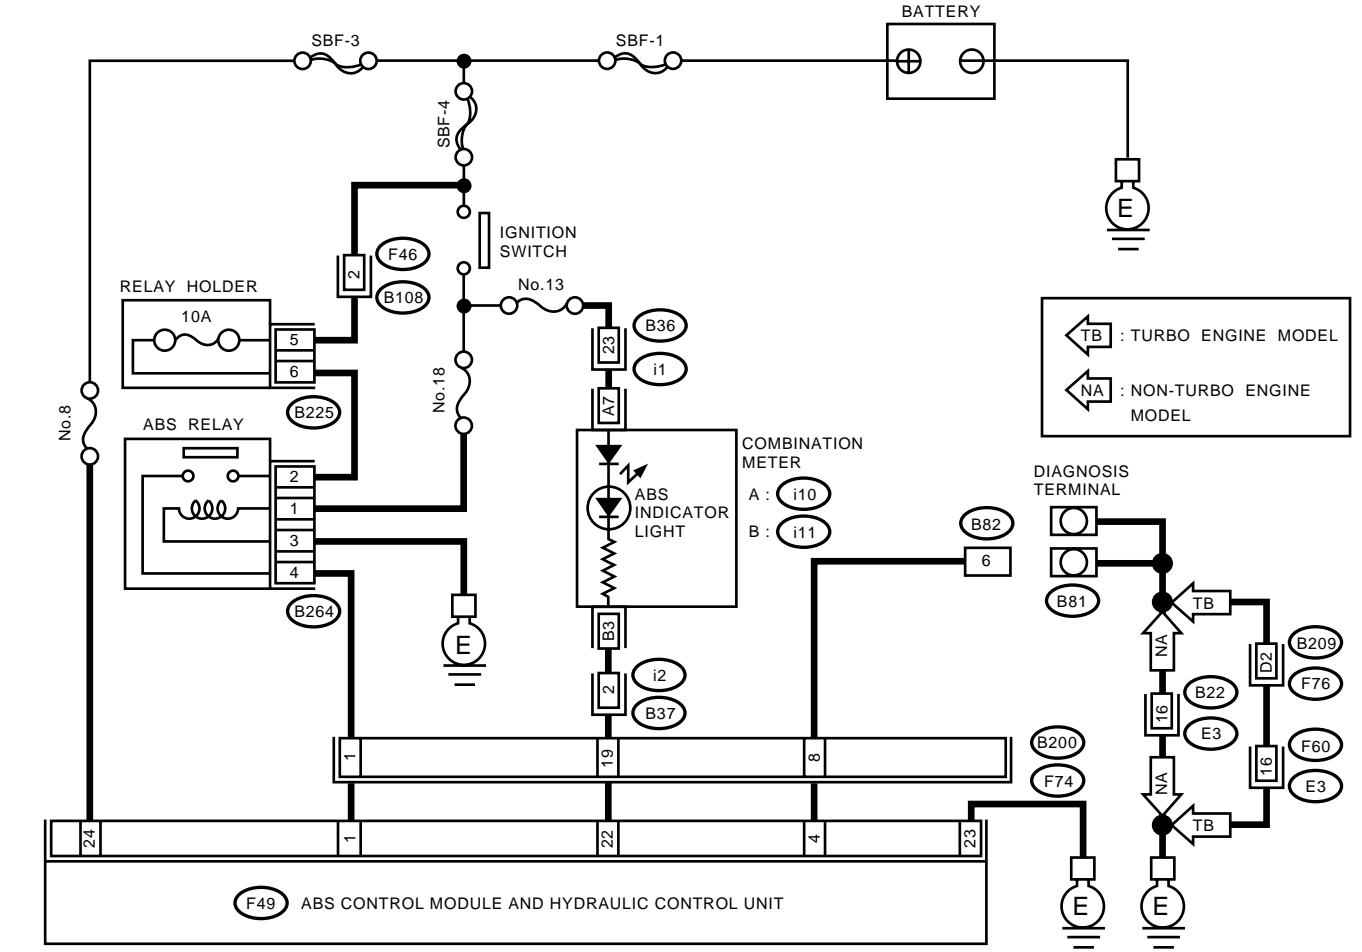 BATTERY
SBF-3
SBF-1
SBF-4
E
IGNITION
SWITCH
F46
2
B108
No.13
RELAY HOLDER
10A
5
6
B225
B36
23
i1
A7
TB : TURBO ENGINE MODEL
NA : NON-TURBO ENGINE
MODEL
No.8
No.18
ABS RELAY
2
1
3
4
B264
E
COMBINATION
METER
A : i10
B : i11
ABS
INDICATOR
LIGHT
B3
i2
2
B37
DIAGNOSIS
TERMINAL
B82
6
B81
TB
NA
B209
D2
F76
B22
16
E3
F60
16
E3
NA
TB
1
19
8
B200
F74
24
1
22
4
23
F49 ABS CONTROL MODULE AND HYDRAULIC CONTROL UNIT
E
E